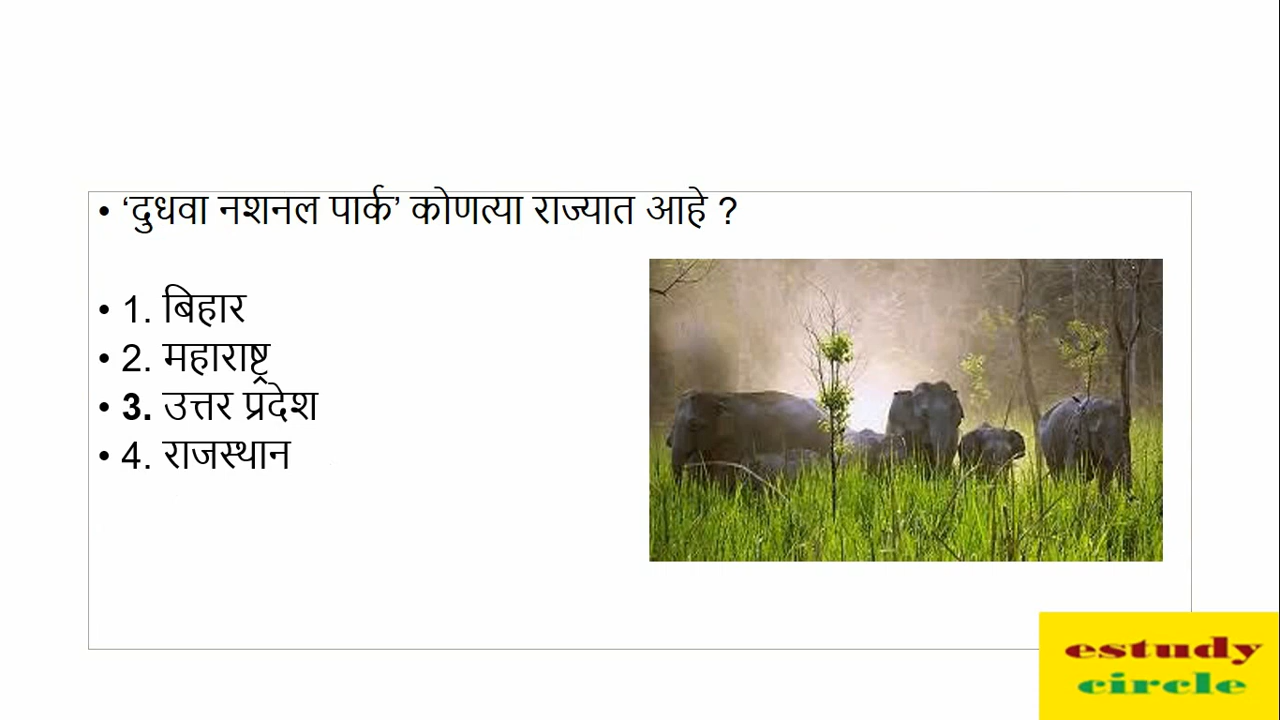 • ‘दुधवा नशनल पार्क’ कोणत्या राज्यात आहे ?
• 1. बिहार
• 2. महाराष्ट्र
• 3. उत्तर प्रदेश
• 4. राजस्थान
estudy
circle